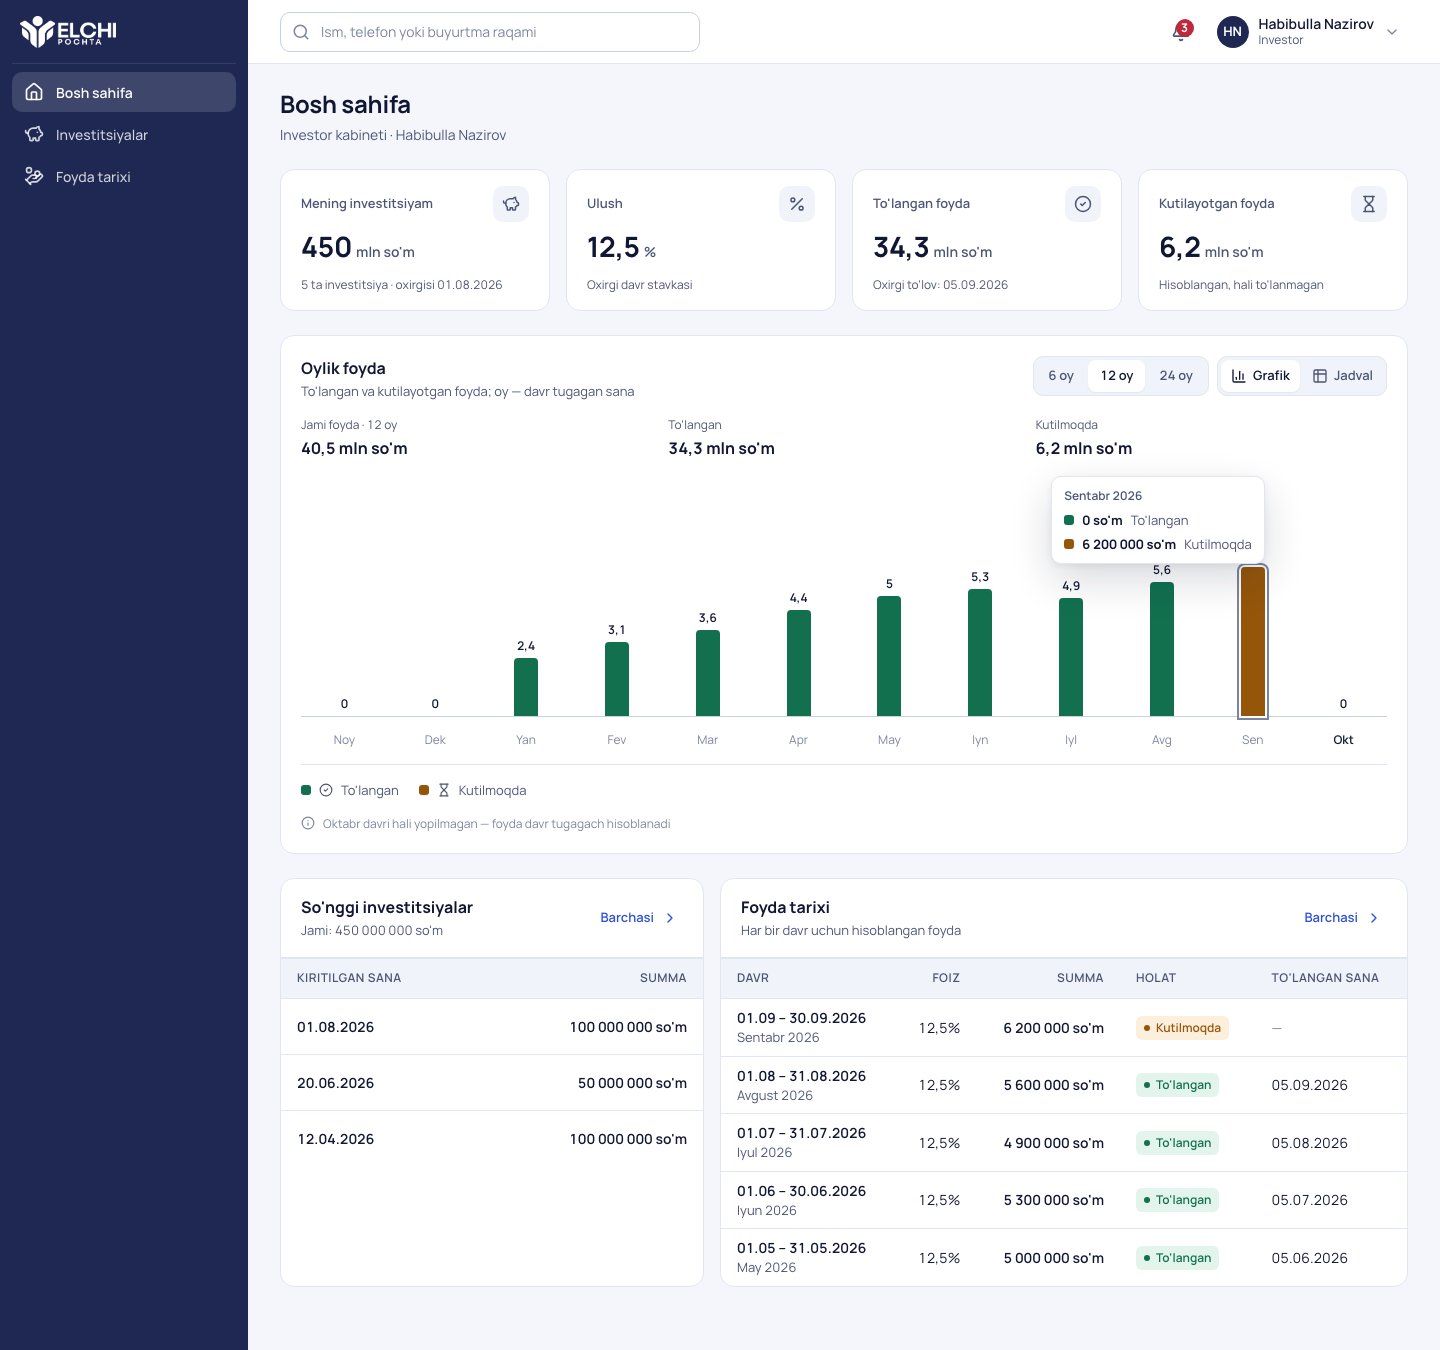 ELCHI
POCHTA
Ism, telefon yoki buyurtma raqami
3
HN
Habibulla Nazirov
Investor
Bosh sahifa
Investitsiyalar
Foyda tarixi
Bosh sahifa
Investor kabineti · Habibulla Nazirov
Mening investitsiyam
450 mln so'm
5 ta investitsiya · oxirgisi 01.08.2026
Ulush
12,5 %
Oxirgi davr stavkasi
To'langan foyda
34,3 mln so'm
Oxirgi to'lov: 05.09.2026
Kutilayotgan foyda
6,2 mln so'm
Hisoblangan, hali to'lanmagan
Oylik foyda
To'langan va kutilayotgan foyda; oy — davr tugagan sana
6 oy 12 oy 24 oy
Grafik Jadval
Jami foyda · 12 oy
40,5 mln so'm
To'langan
34,3 mln so'm
Kutilmoqda
6,2 mln so'm
Sentabr 2026
0 so'm To'langan
6 200 000 so'm Kutilmoqda
0 0 2,4 3,1 3,6 4,4 5 5,3 4,9 5,6 0
Noy Dek Yan Fev Mar Apr May Iyn Iyl Avg Sen Okt
To'langan Kutilmoqda
Oktabr davri hali yopilmagan — foyda davr tugagach hisoblanadi
So'nggi investitsiyalar
Jami: 450 000 000 so'm
Barchasi
KIRITILGAN SANA SUMMA
01.08.2026 100 000 000 so'm
20.06.2026 50 000 000 so'm
12.04.2026 100 000 000 so'm
Foyda tarixi
Har bir davr uchun hisoblangan foyda
Barchasi
DAVR FOIZ SUMMA HOLAT TO'LANGAN SANA
01.09 – 30.09.2026 12,5% 6 200 000 so'm Kutilmoqda —
Sentabr 2026
01.08 – 31.08.2026 12,5% 5 600 000 so'm To'langan 05.09.2026
Avgust 2026
01.07 – 31.07.2026 12,5% 4 900 000 so'm To'langan 05.08.2026
Iyul 2026
01.06 – 30.06.2026 12,5% 5 300 000 so'm To'langan 05.07.2026
Iyun 2026
01.05 – 31.05.2026 12,5% 5 000 000 so'm To'langan 05.06.2026
May 2026